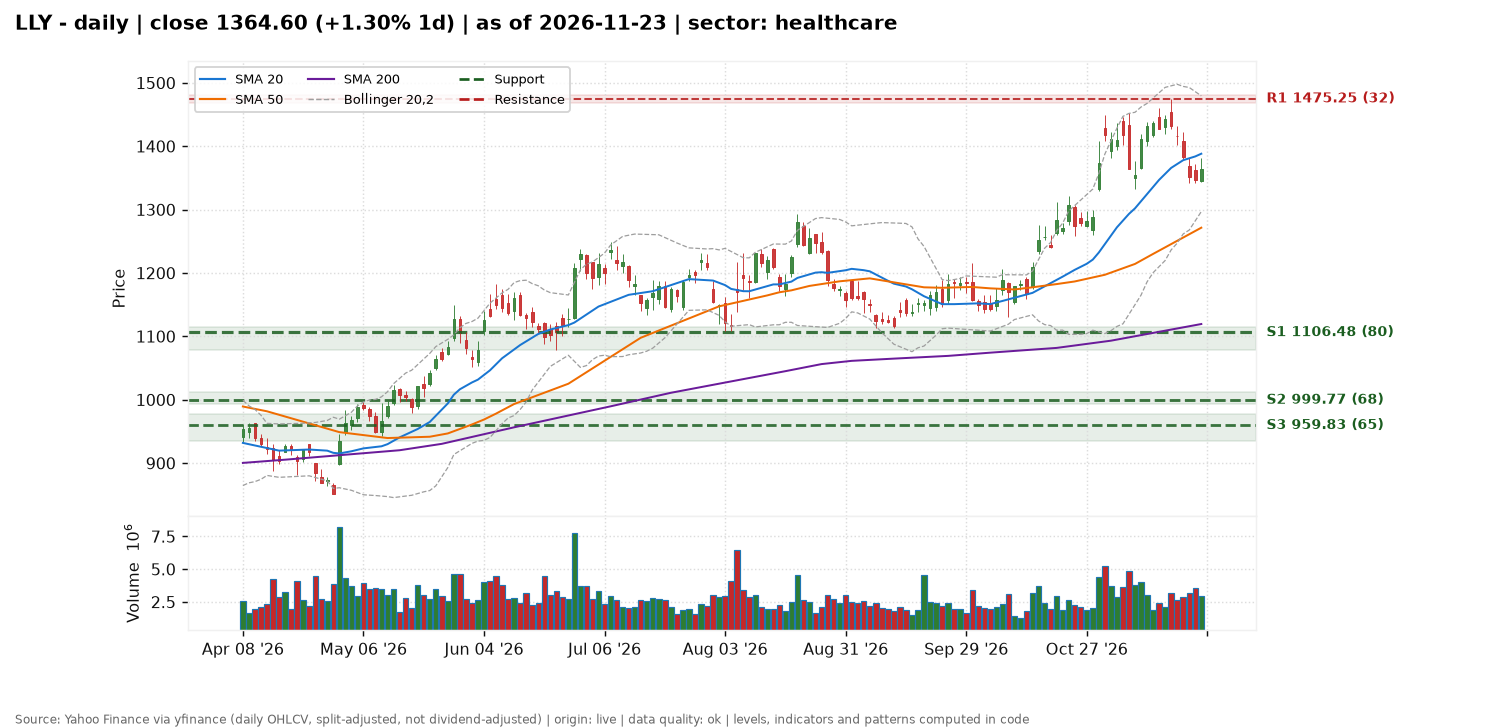 LLY - daily | close 1364.60 (+1.30% 1d) | as of 2026-11-23 | sector: healthcare
SMA 20
SMA 50
SMA 200
Bollinger 20,2
Support
Resistance
Price
1500
1400
1300
1200
1100
1000
900
R1 1475.25 (32)
S1 1106.48 (80)
S2 999.77 (68)
S3 959.83 (65)
Volume 10⁶
7.5
5.0
2.5
Apr 08 '26 May 06 '26 Jun 04 '26 Jul 06 '26 Aug 03 '26 Aug 31 '26 Sep 29 '26 Oct 27 '26
Source: Yahoo Finance via yfinance (daily OHLCV, split-adjusted, not dividend-adjusted) | origin: live | data quality: ok | levels, indicators and patterns computed in code